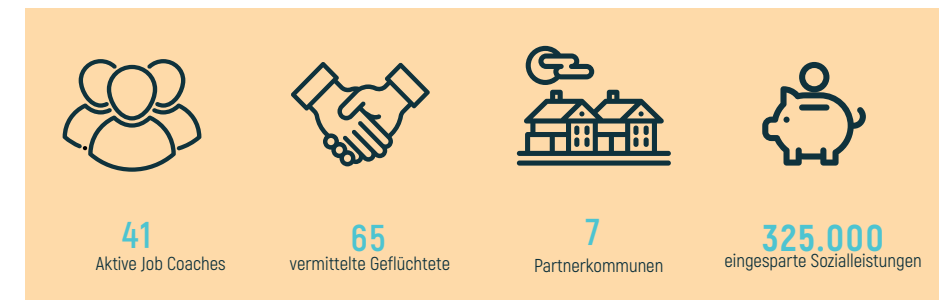 41
Aktive Job Coaches
65
vermittelte Geflüchtete
7
Partnerkommunen
325.000
eingesparte Sozialleistungen